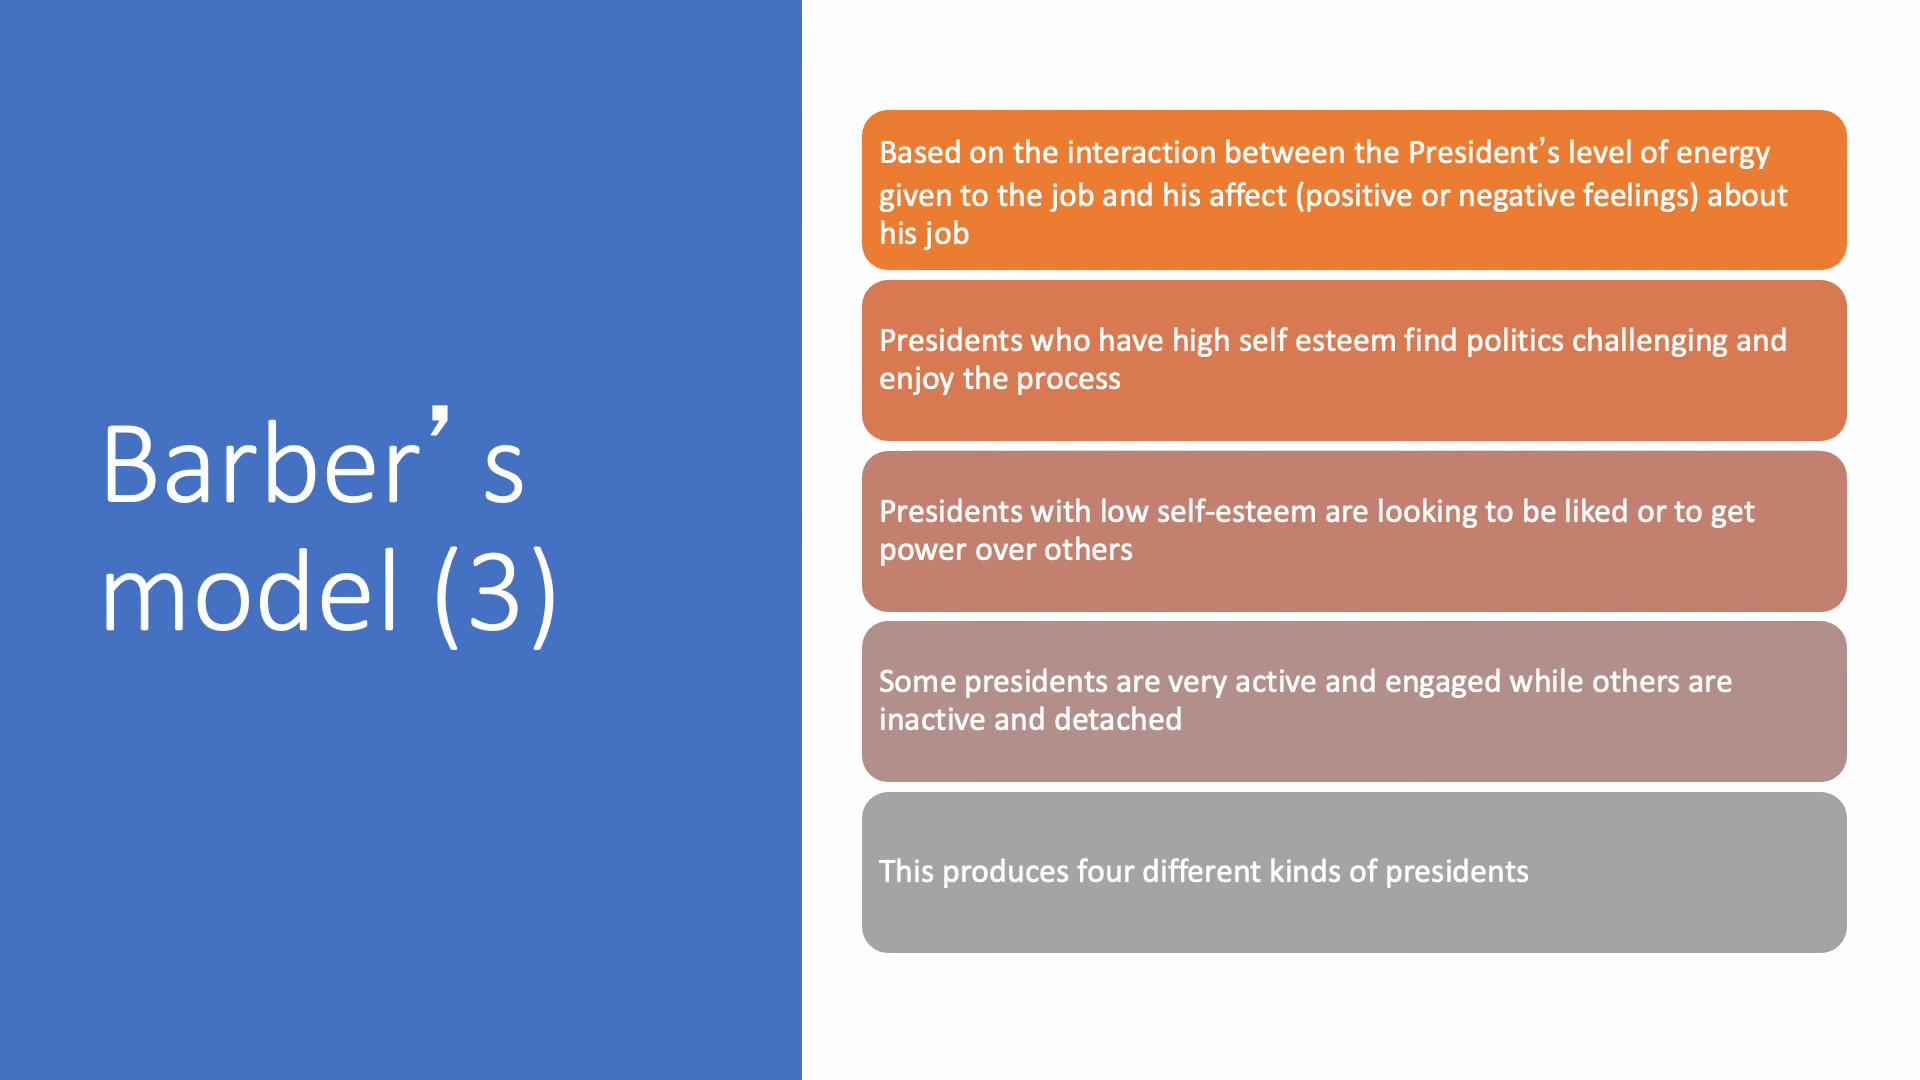 Barber’s
model (3)
Based on the interaction between the President’s level of energy
given to the job and his affect (positive or negative feelings) about
his job
Presidents who have high self esteem find politics challenging and
enjoy the process
Presidents with low self-esteem are looking to be liked or to get
power over others
Some presidents are very active and engaged while others are
inactive and detached
This produces four different kinds of presidents